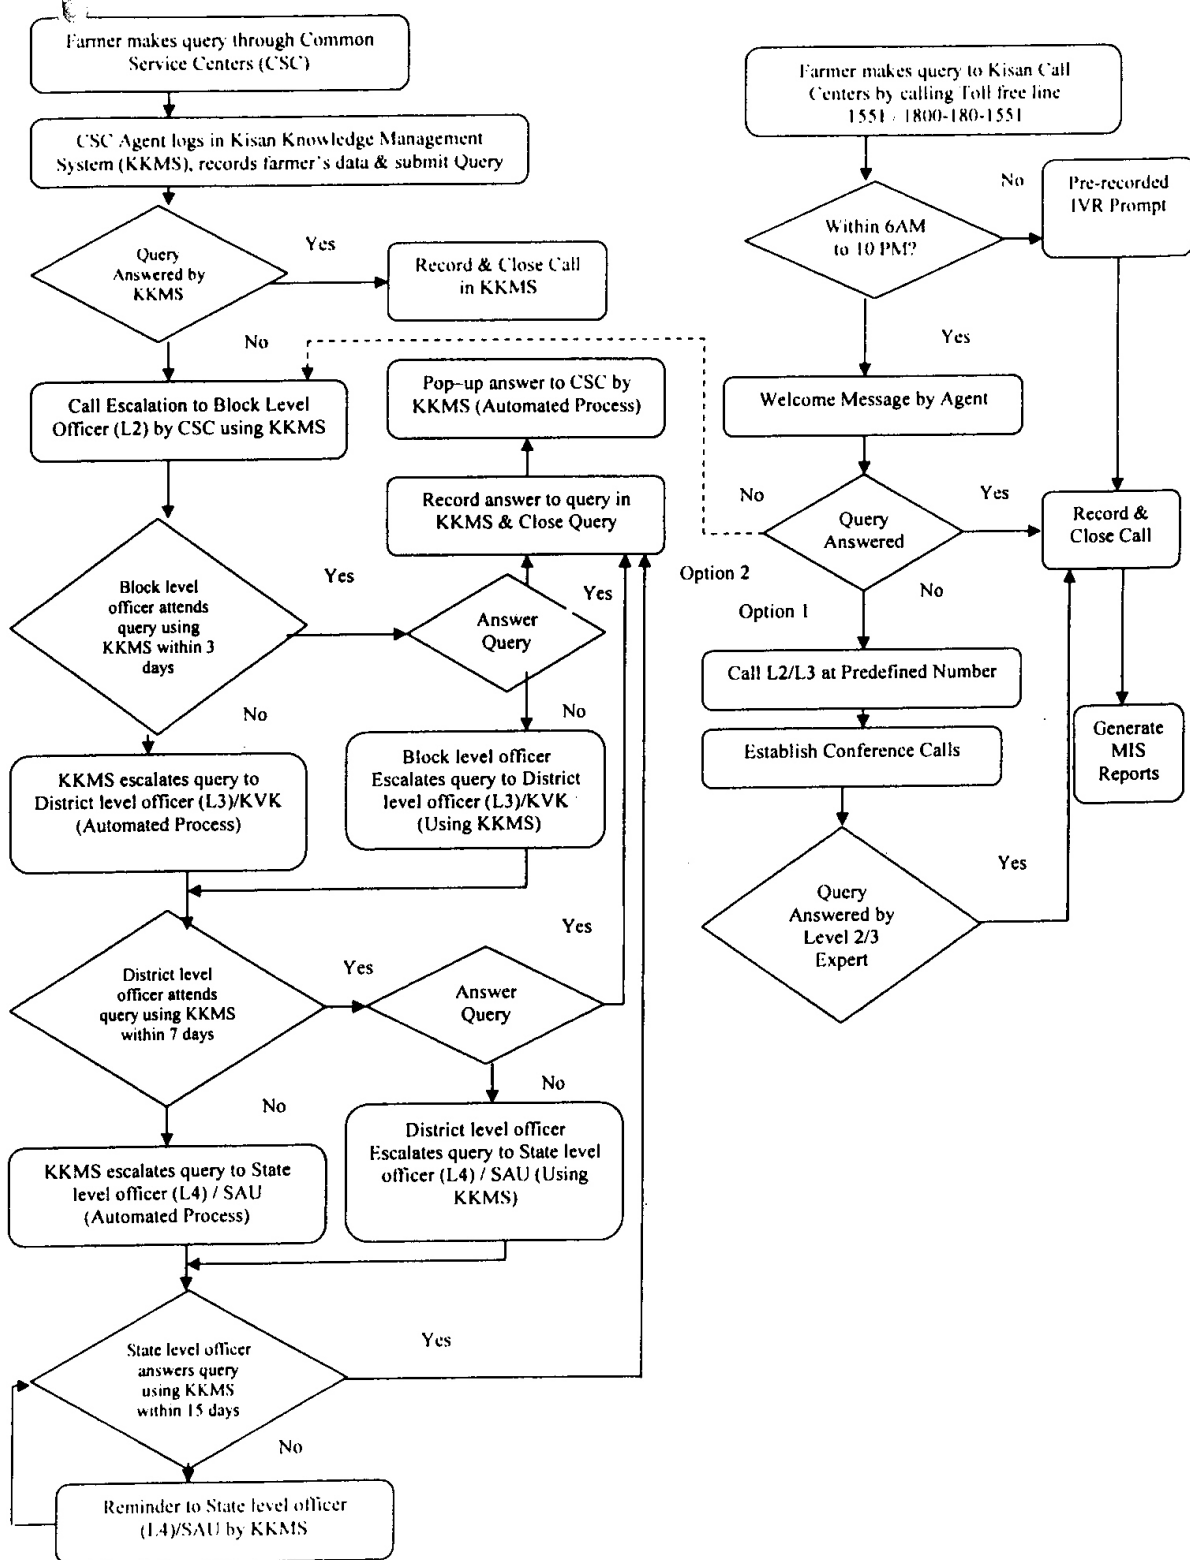 Farmer makes query through Common
Service Centers (CSC)
CSC Agent logs in Kisan Knowledge Management
System (KKMS), records farmer's data & submit Query
Query
Answered by
KKMS
Yes
Record & Close Call
in KKMS
No
Call Escalation to Block Level
Officer (L2) by CSC using KKMS
Pop-up answer to CSC by
KKMS (Automated Process)
Record answer to query in
KKMS & Close Query
Block level
officer attends
query using
KKMS within 3
days
Yes
Answer
Query
Yes
No
No
KKMS escalates query to
District level officer (L3)/KVK
(Automated Process)
Block level officer
Escalates query to District
level officer (L3)/KVK
(Using KKMS)
District level
officer attends
query using KKMS
within 7 days
Yes
Answer
Query
Yes
No
No
KKMS escalates query to State
level officer (L4) / SAU
(Automated Process)
District level officer
Escalates query to State level
officer (L4) / SAU (Using
KKMS)
State level officer
answers query
using KKMS
within 15 days
Yes
No
Reminder to State level officer
(L4)/SAU by KKMS
Farmer makes query to Kisan Call
Centers by calling Toll free line
1551 / 1800-180-1551
Within 6AM
to 10 PM?
No
Pre-recorded
IVR Prompt
Yes
Welcome Message by Agent
No
Query
Answered
Yes
Record &
Close Call
Option 2
Option 1
No
Call L2/L3 at Predefined Number
Establish Conference Calls
Generate
MIS
Reports
Query
Answered by
Level 2/3
Expert
Yes